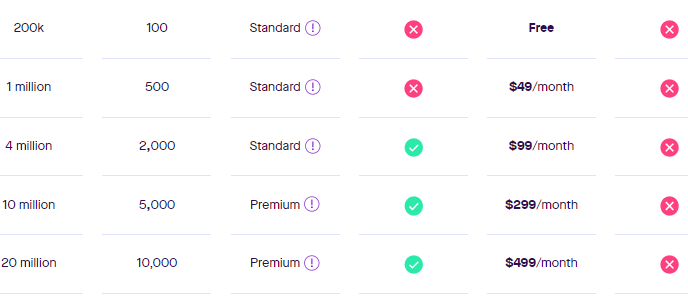 200k 100 Standard Free
1 million 500 Standard $49/month
4 million 2,000 Standard $99/month
10 million 5,000 Premium $299/month
20 million 10,000 Premium $499/month